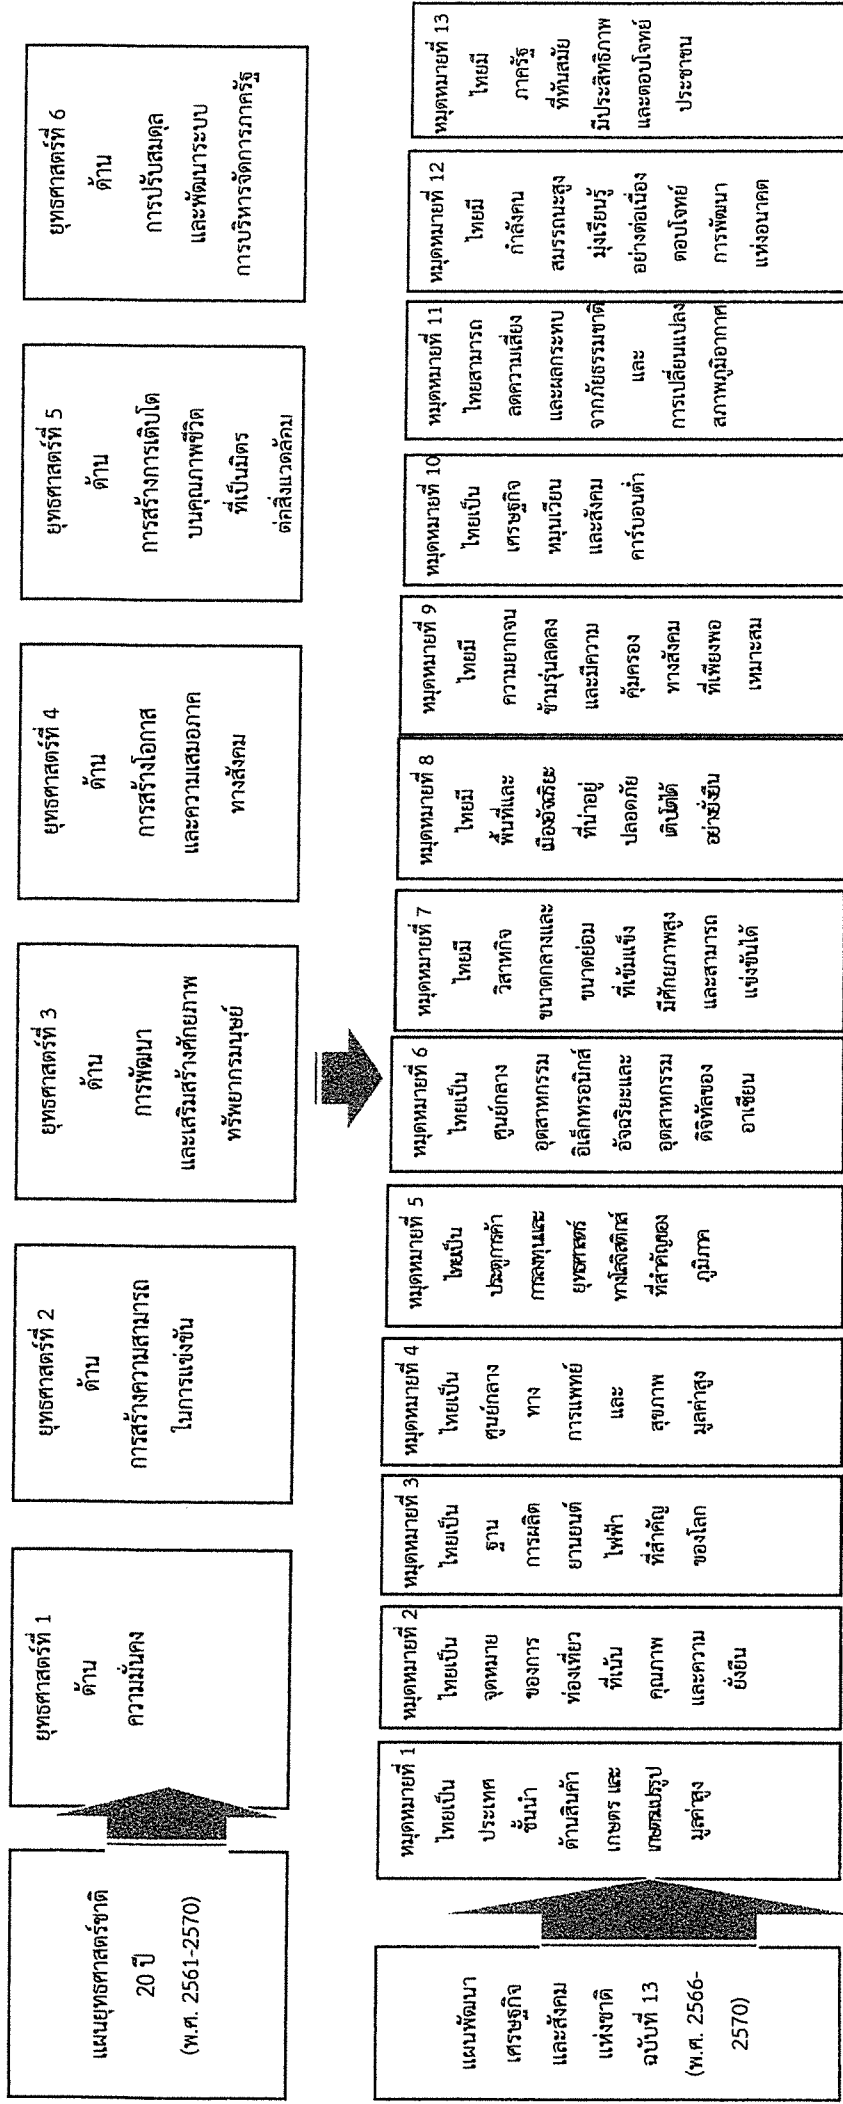 แผนยุทธศาสตร์ชาติ
20 ปี
(พ.ศ. 2561-2570)
ยุทธศาสตร์ที่ 1
ด้าน
ความมั่นคง
ยุทธศาสตร์ที่ 2
ด้าน
การสร้างความสามารถ
ในการแข่งขัน
ยุทธศาสตร์ที่ 3
ด้าน
การพัฒนา
และเสริมสร้างศักยภาพ
ทรัพยากรมนุษย์
ยุทธศาสตร์ที่ 4
ด้าน
การสร้างโอกาส
และความเสมอภาค
ทางสังคม
ยุทธศาสตร์ที่ 5
ด้าน
การสร้างการเติบโต
บนคุณภาพชีวิต
ที่เป็นมิตร
ต่อสิ่งแวดล้อม
ยุทธศาสตร์ที่ 6
ด้าน
การปรับสมดุล
และพัฒนาระบบ
การบริหารจัดการภาครัฐ
แผนพัฒนา
เศรษฐกิจ
และสังคม
แห่งชาติ
ฉบับที่ 13
(พ.ศ. 2566-
2570)
หมุดหมายที่ 1
ไทยเป็น
ประเทศ
ชั้นนำ
ด้านสินค้า
เกษตร และ
เกษตรแปรรูป
มูลค่าสูง
หมุดหมายที่ 2
ไทยเป็น
จุดหมาย
ของการ
ท่องเที่ยว
ที่เน้น
คุณภาพ
และความ
ยั่งยืน
หมุดหมายที่ 3
ไทยเป็น
ฐาน
การผลิต
ยานยนต์
ไฟฟ้า
ที่สำคัญ
ของโลก
หมุดหมายที่ 4
ไทยเป็น
ศูนย์กลาง
ทาง
การแพทย์
และ
สุขภาพ
มูลค่าสูง
หมุดหมายที่ 5
ไทยเป็น
ประตูการค้า
การลงทุนและ
ยุทธศาสตร์
ทางโลจิสติกส์
ที่สำคัญของ
ภูมิภาค
หมุดหมายที่ 6
ไทยเป็น
ศูนย์กลาง
อุตสาหกรรม
อิเล็กทรอนิกส์
อัจฉริยะและ
อุตสาหกรรม
ดิจิทัลของ
อาเซียน
หมุดหมายที่ 7
ไทยมี
วิสาหกิจ
ขนาดกลางและ
ขนาดย่อม
ที่เข้มแข็ง
มีศักยภาพสูง
และสามารถ
แข่งขันได้
หมุดหมายที่ 8
ไทยมี
พื้นที่และ
เมืองอัจฉริยะ
ที่น่าอยู่
ปลอดภัย
เติบโตได้
อย่างยั่งยืน
หมุดหมายที่ 9
ไทยมี
ความยากจน
ข้ามรุ่นลดลง
และมีความ
คุ้มครอง
ทางสังคม
ที่เพียงพอ
เหมาะสม
หมุดหมายที่ 10
ไทยเป็น
เศรษฐกิจ
หมุนเวียน
และสังคม
คาร์บอนต่ำ
หมุดหมายที่ 11
ไทยสามารถ
ลดความเสี่ยง
และผลกระทบ
จากภัยธรรมชาติ
และ
การเปลี่ยนแปลง
สภาพภูมิอากาศ
หมุดหมายที่ 12
ไทยมี
กำลังคน
สมรรถนะสูง
มุ่งเรียนรู้
อย่างต่อเนื่อง
ตอบโจทย์
การพัฒนา
แห่งอนาคต
หมุดหมายที่ 13
ไทยมี
ภาครัฐ
ที่ทันสมัย
มีประสิทธิภาพ
และตอบโจทย์
ประชาชน